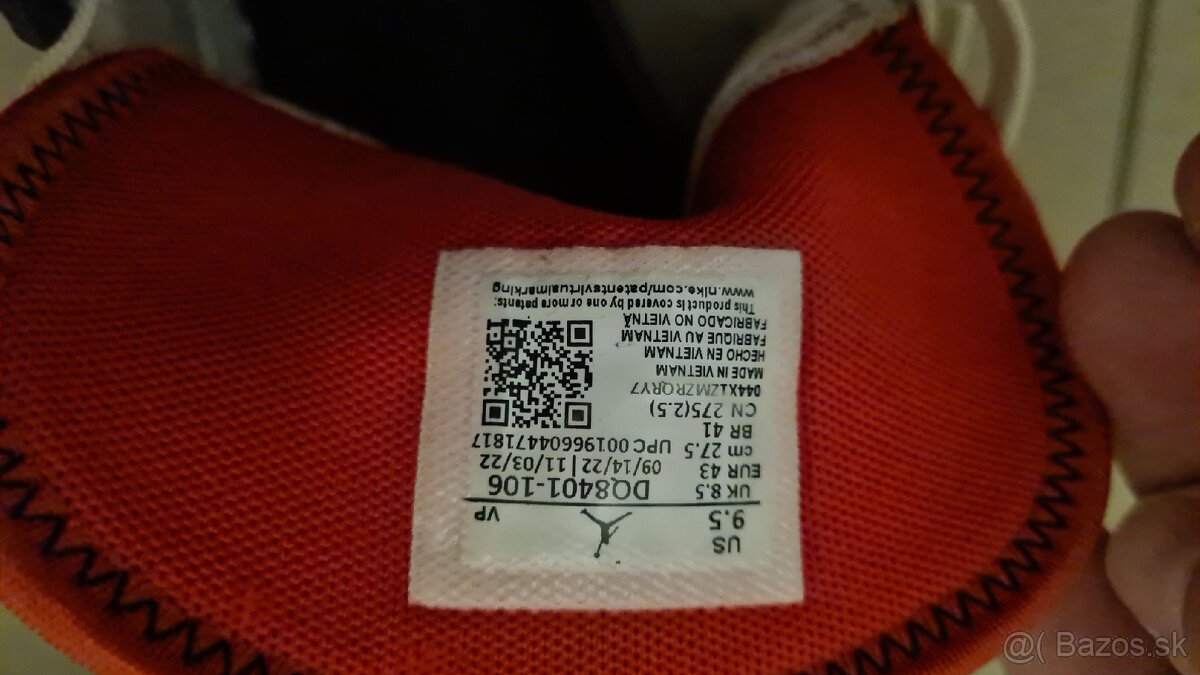 US
9.5
VP
UK 8.5
DQ8401-106
EUR 43
09/14/22 | 11/03/22
cm 27.5
UPC 00196604471817
BR 41
CN 275(2.5)
044X1ZMZRQRY7
MADE IN VIETNAM
HECHO EN VIETNAM
FABRIQUE AU VIETNAM
FABRICADO NO VIETNÃ
This product is covered by one or more patents:
www.nike.com/patentsvirtualmarking
@( Bazos.sk